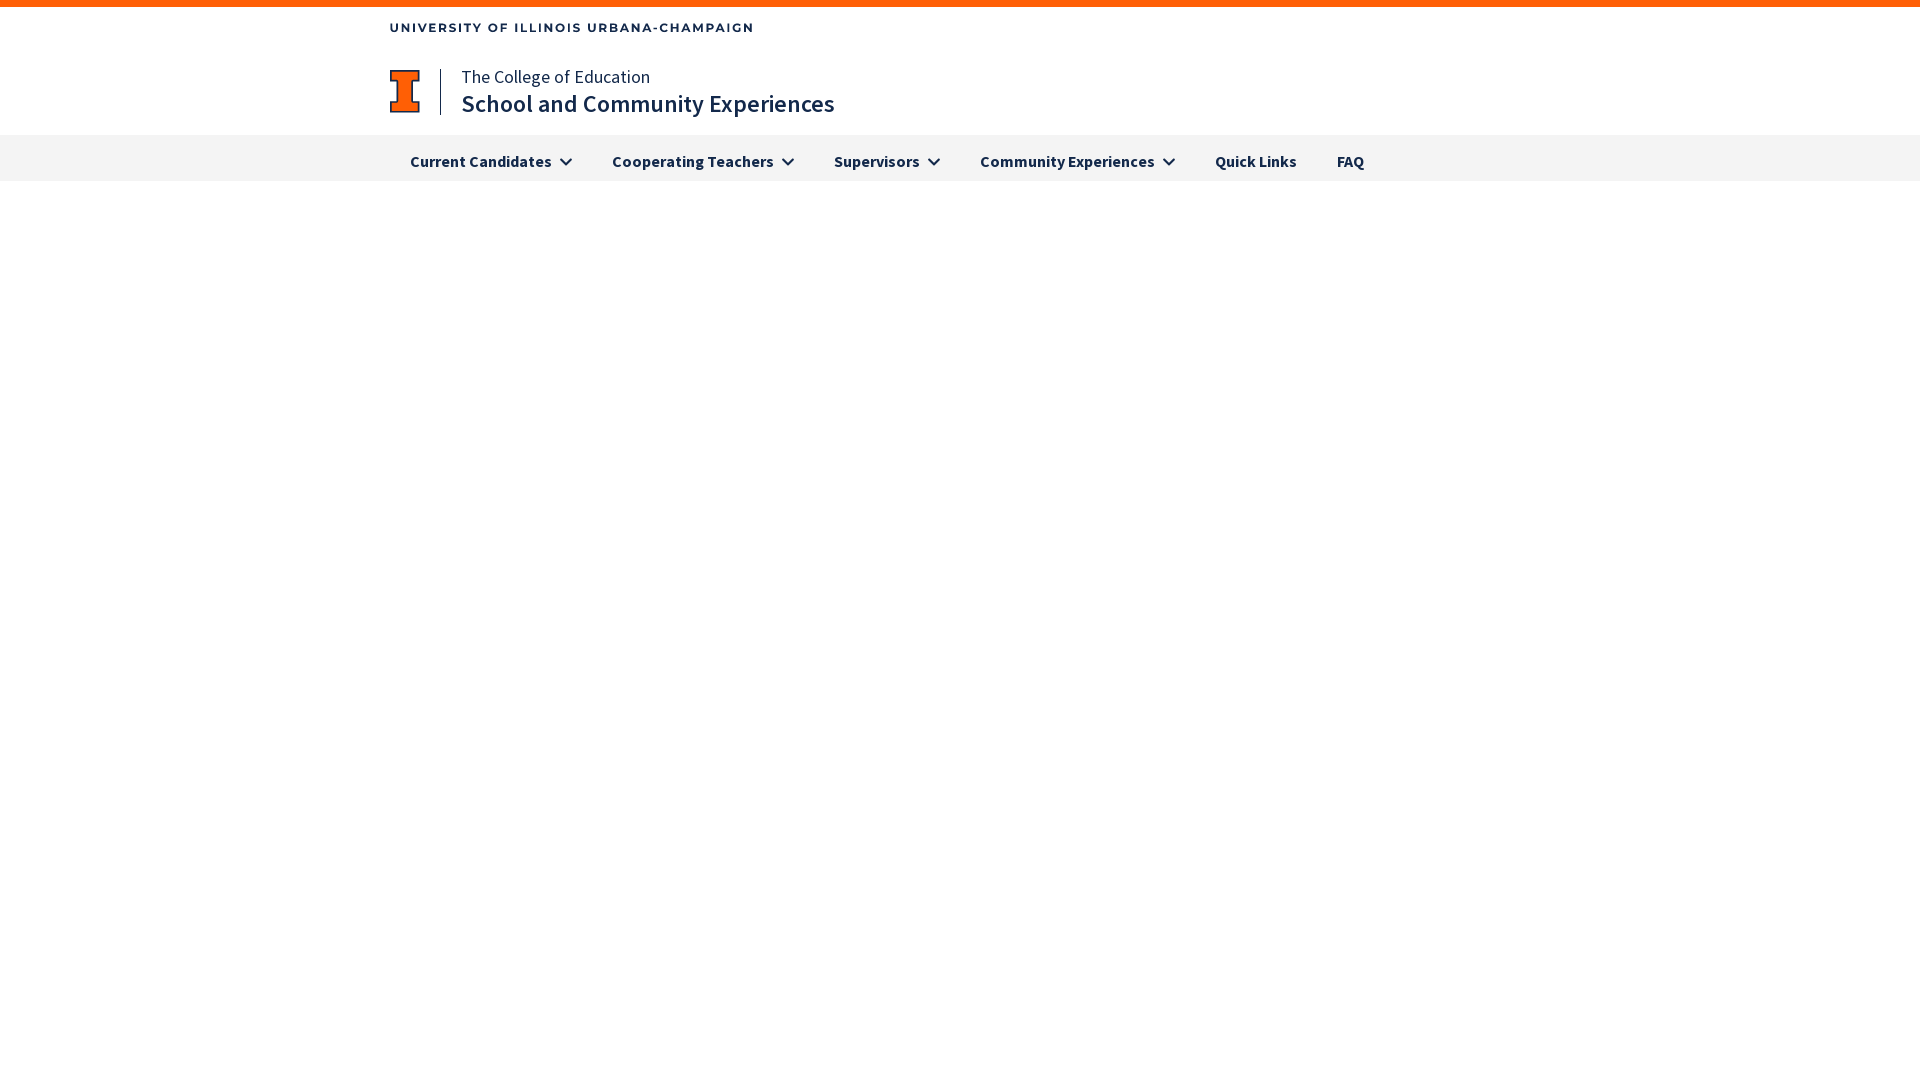 UNIVERSITY OF ILLINOIS URBANA-CHAMPAIGN
The College of Education
School and Community Experiences
Current Candidates Cooperating Teachers Supervisors Community Experiences Quick Links FAQ